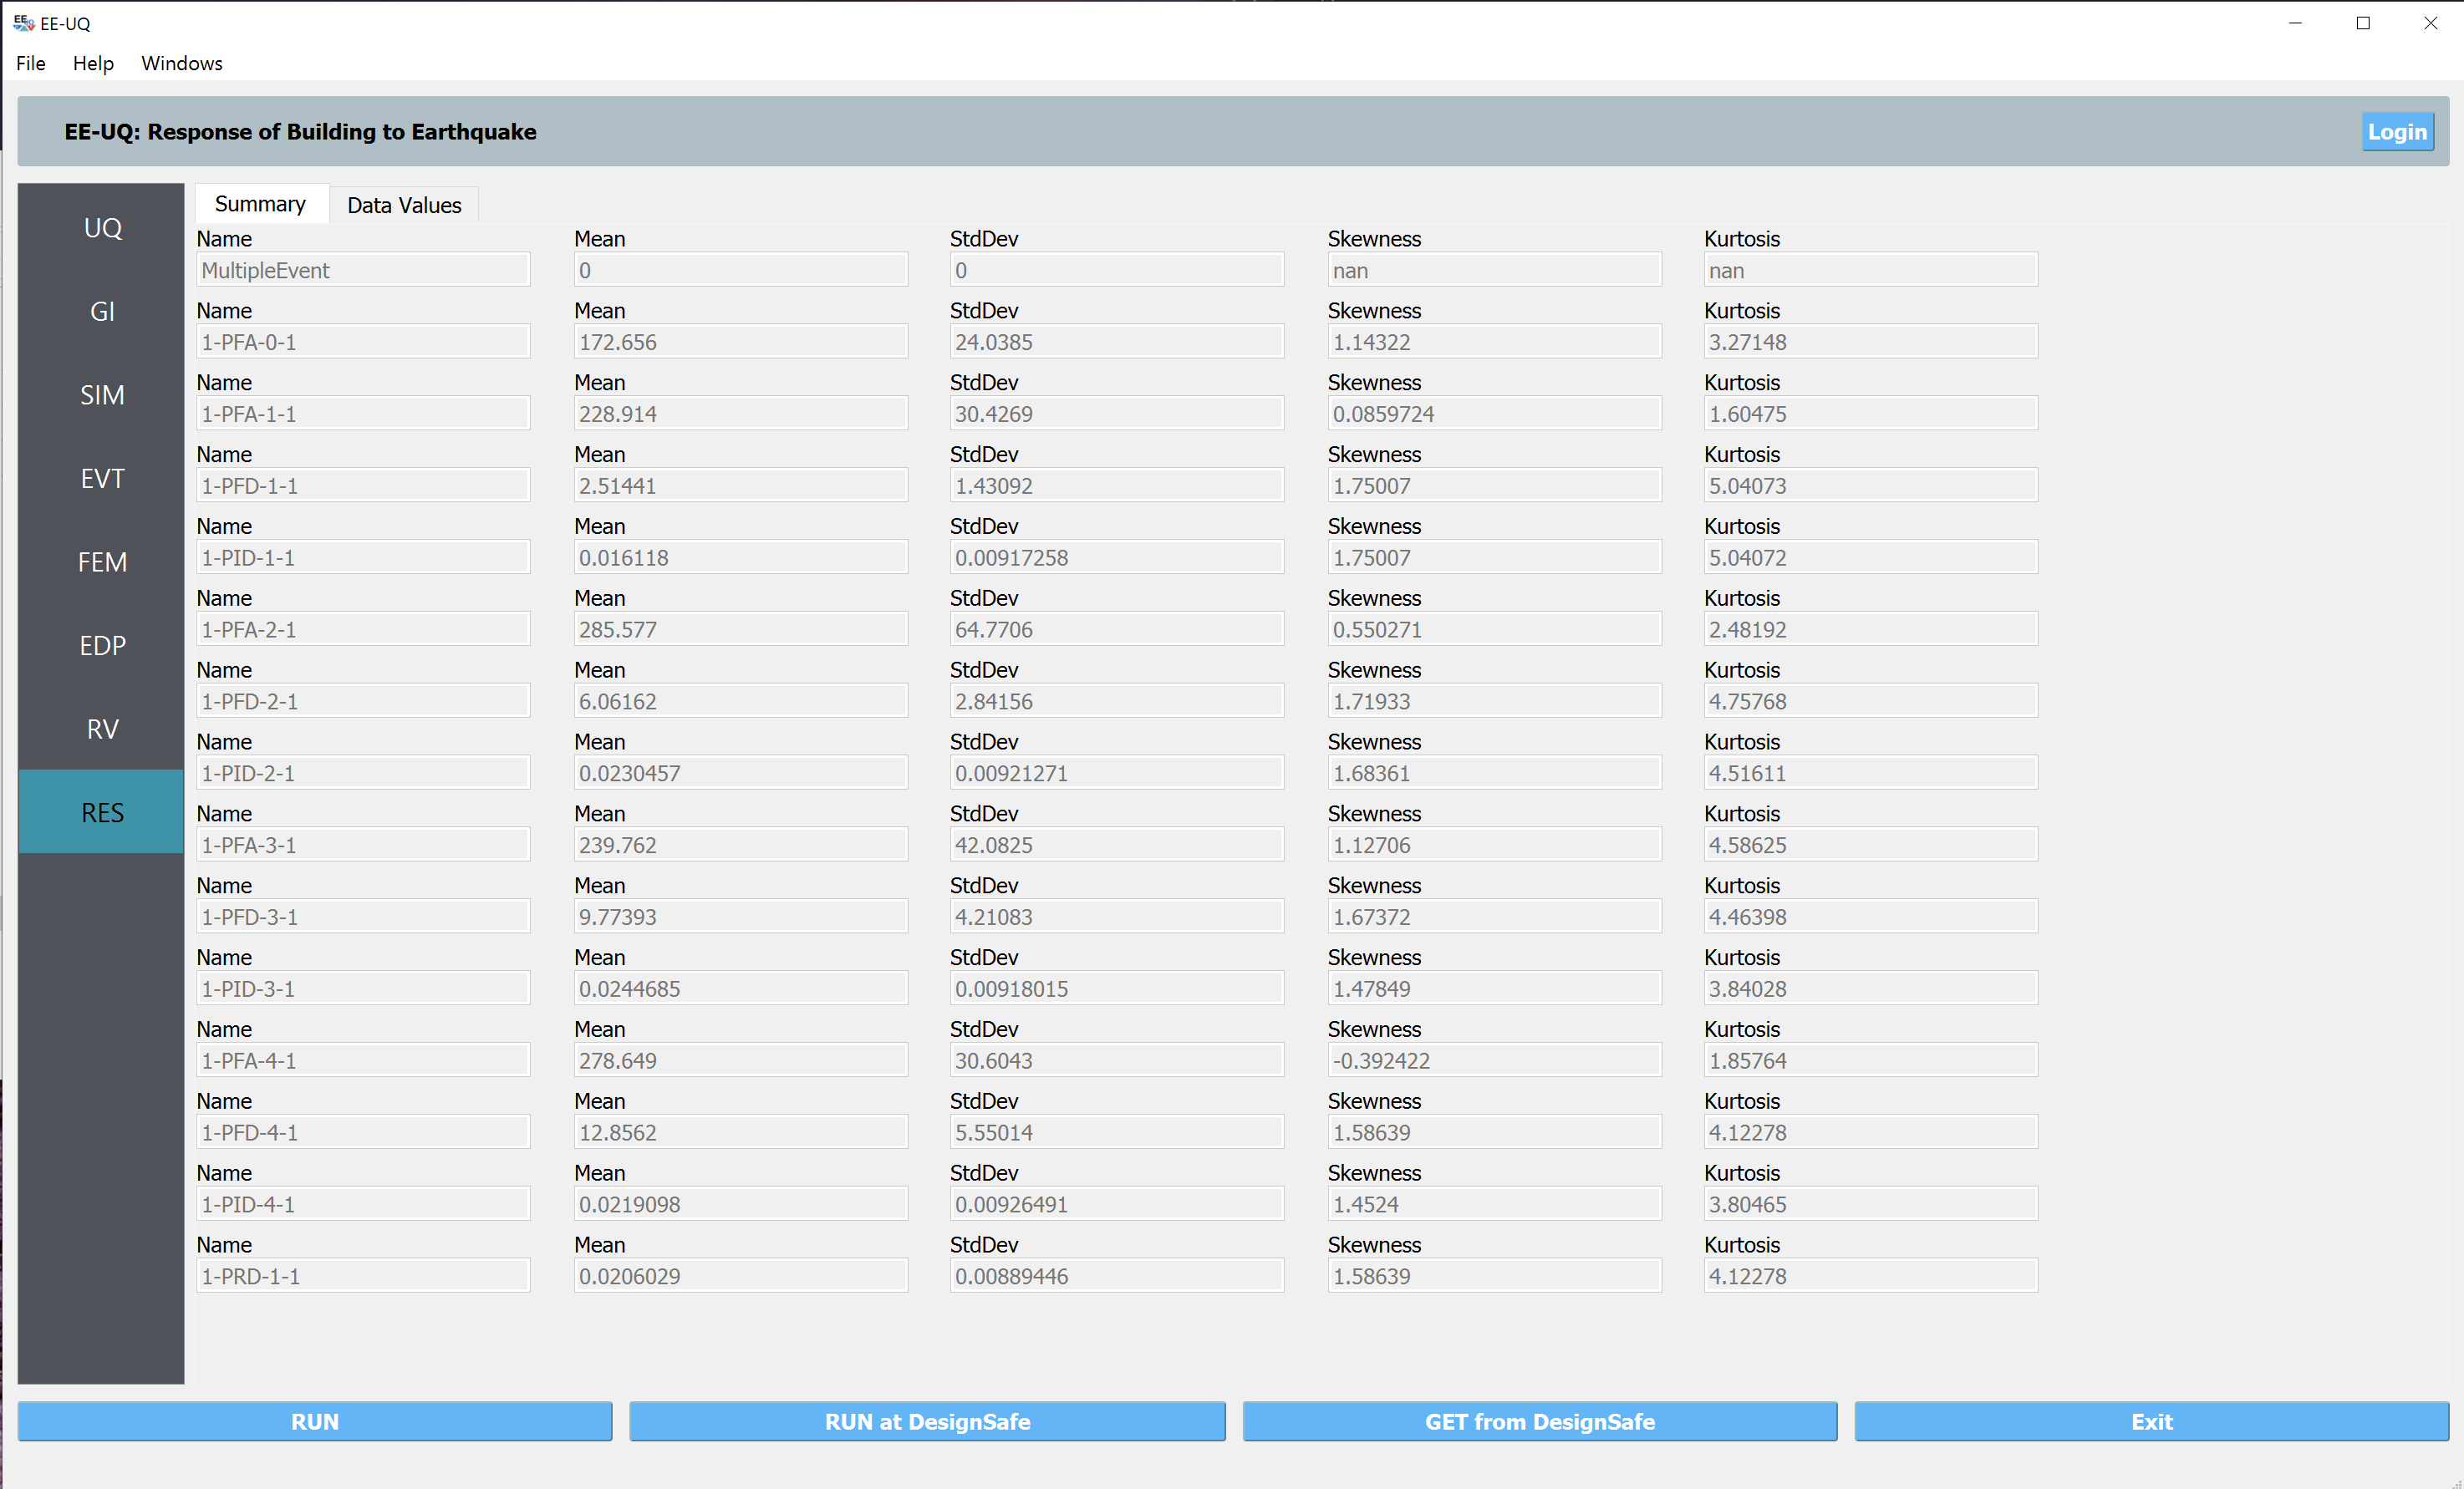 EE-UQ
File Help Windows
EE-UQ: Response of Building to Earthquake
Login
UQ
GI
SIM
EVT
FEM
EDP
RV
RES
Summary Data Values
Name Mean StdDev Skewness Kurtosis
MultipleEvent 0 0 nan nan
Name Mean StdDev Skewness Kurtosis
1-PFA-0-1 172.656 24.0385 1.14322 3.27148
Name Mean StdDev Skewness Kurtosis
1-PFA-1-1 228.914 30.4269 0.0859724 1.60475
Name Mean StdDev Skewness Kurtosis
1-PFD-1-1 2.51441 1.43092 1.75007 5.04073
Name Mean StdDev Skewness Kurtosis
1-PID-1-1 0.016118 0.00917258 1.75007 5.04072
Name Mean StdDev Skewness Kurtosis
1-PFA-2-1 285.577 64.7706 0.550271 2.48192
Name Mean StdDev Skewness Kurtosis
1-PFD-2-1 6.06162 2.84156 1.71933 4.75768
Name Mean StdDev Skewness Kurtosis
1-PID-2-1 0.0230457 0.00921271 1.68361 4.51611
Name Mean StdDev Skewness Kurtosis
1-PFA-3-1 239.762 42.0825 1.12706 4.58625
Name Mean StdDev Skewness Kurtosis
1-PFD-3-1 9.77393 4.21083 1.67372 4.46398
Name Mean StdDev Skewness Kurtosis
1-PID-3-1 0.0244685 0.00918015 1.47849 3.84028
Name Mean StdDev Skewness Kurtosis
1-PFA-4-1 278.649 30.6043 -0.392422 1.85764
Name Mean StdDev Skewness Kurtosis
1-PFD-4-1 12.8562 5.55014 1.58639 4.12278
Name Mean StdDev Skewness Kurtosis
1-PID-4-1 0.0219098 0.00926491 1.4524 3.80465
Name Mean StdDev Skewness Kurtosis
1-PRD-1-1 0.0206029 0.00889446 1.58639 4.12278
RUN RUN at DesignSafe GET from DesignSafe Exit